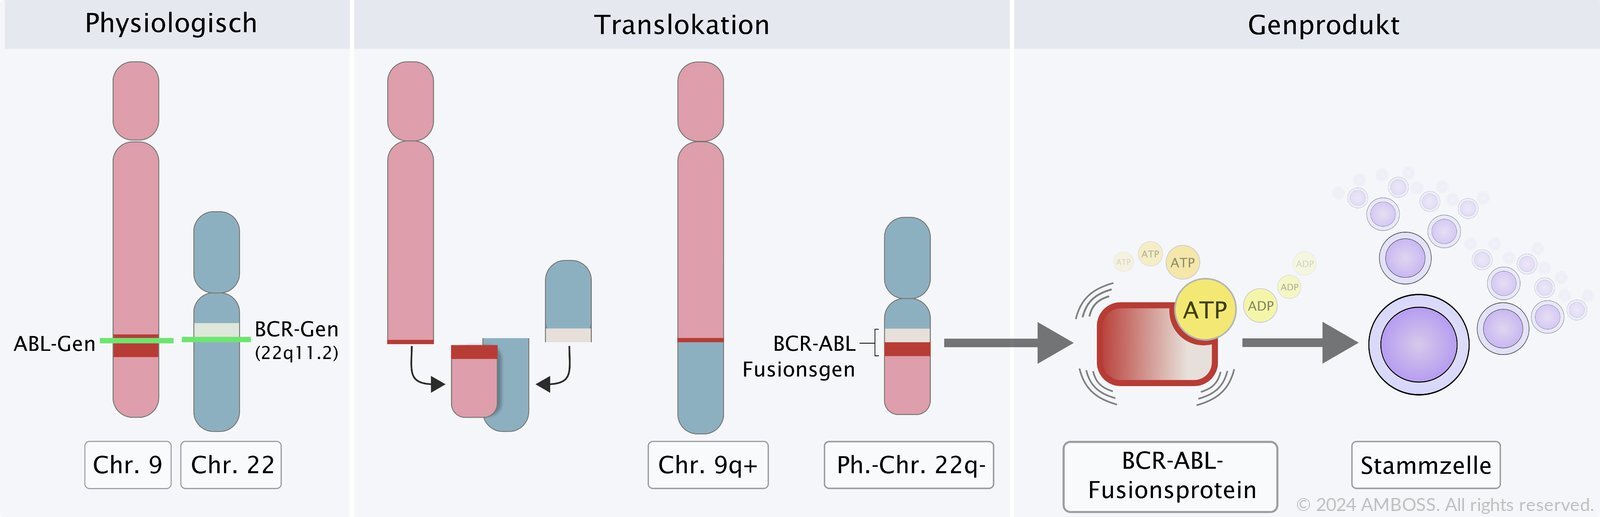 Physiologisch
Translokation
Genprodukt
ABL-Gen
BCR-Gen
(22q11.2)
Chr. 9
Chr. 22
BCR-ABL
Fusionsgen
Chr. 9q+
Ph.-Chr. 22q-
ATP
ATP
ATP
ATP
ADP
ADP
ADP
BCR-ABL-
Fusionsprotein
Stammzelle
© 2024 AMBOSS. All rights reserved.